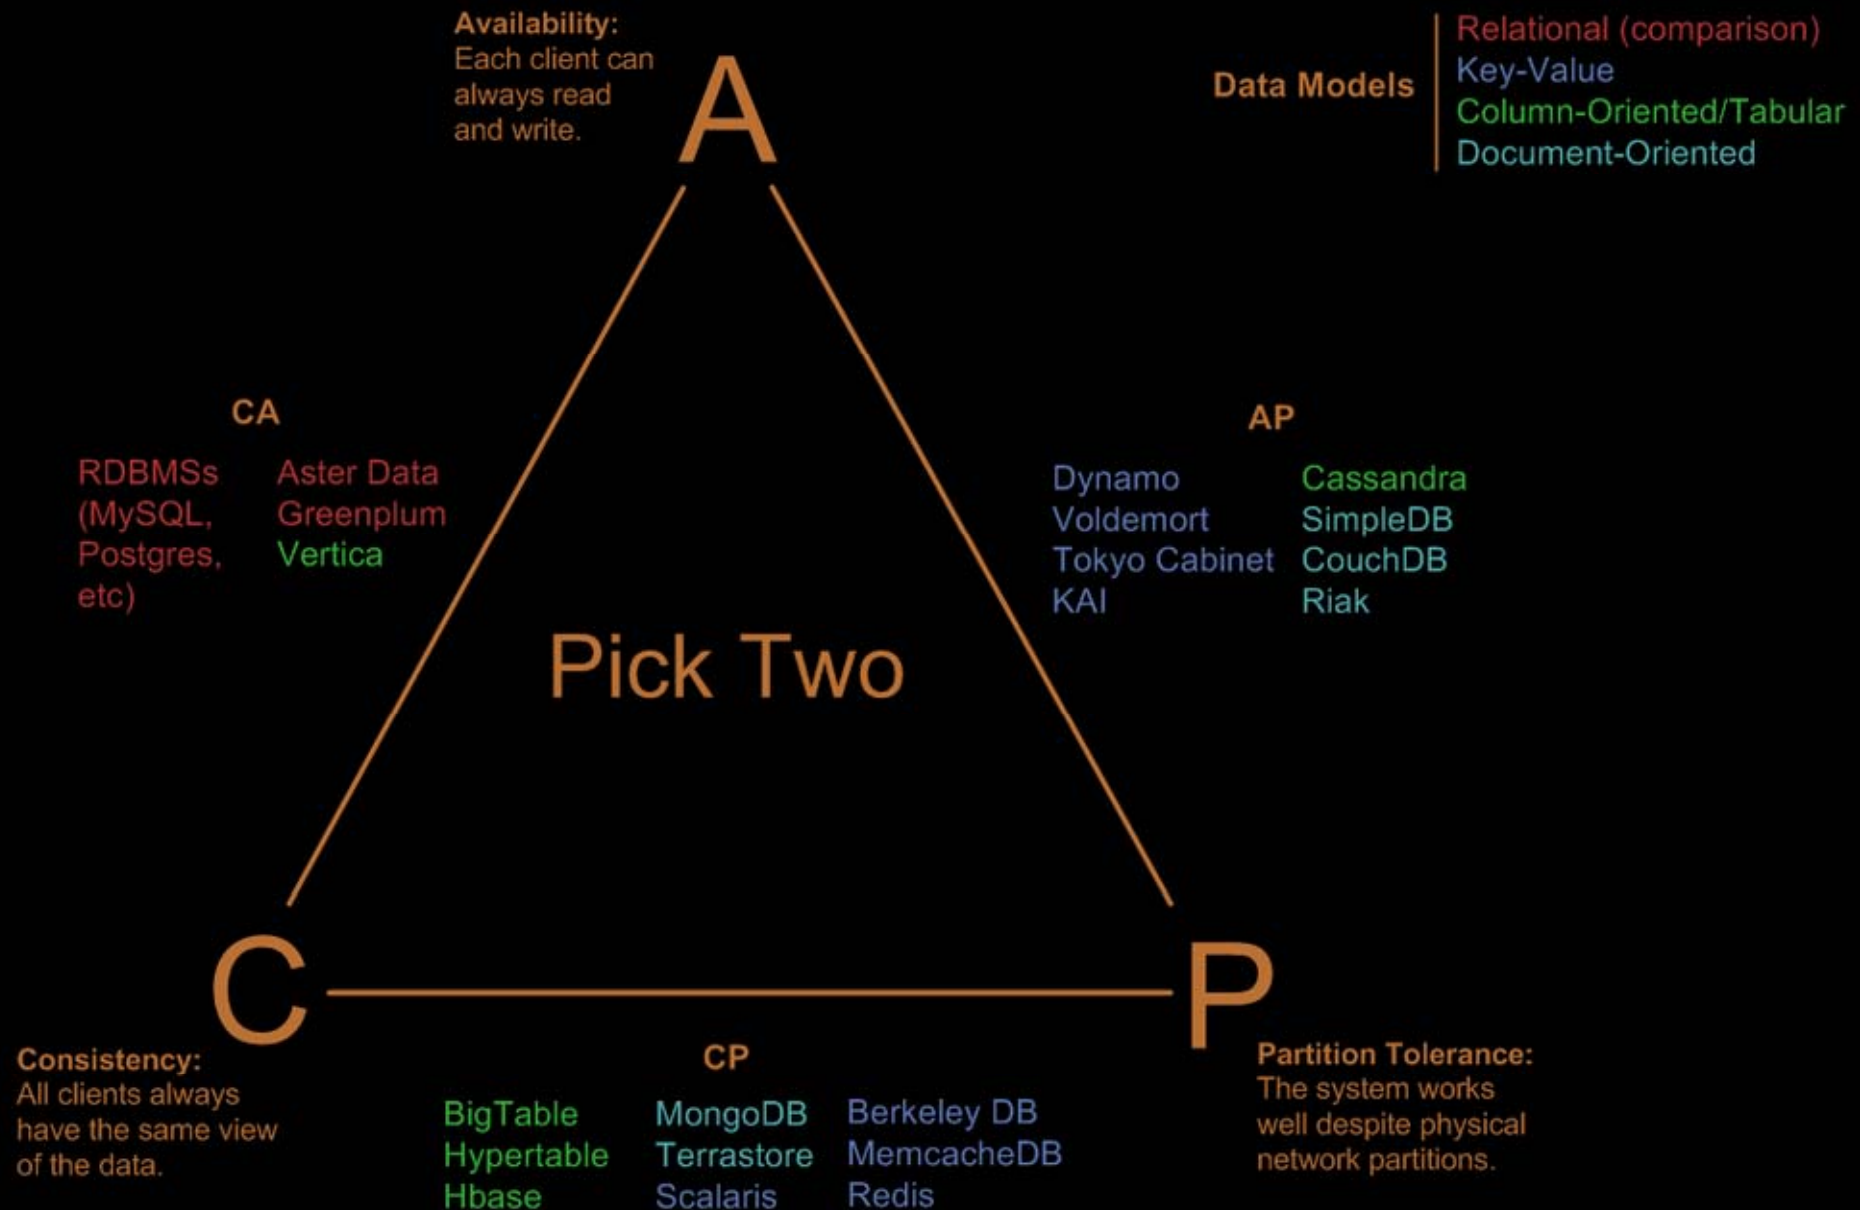 Availability:
Each client can
always read
and write.
A
Data Models
Relational (comparison)
Key-Value
Column-Oriented/Tabular
Document-Oriented
CA
RDBMSs
(MySQL,
Postgres,
etc)
Aster Data
Greenplum
Vertica
AP
Dynamo
Voldemort
Tokyo Cabinet
KAI
Cassandra
SimpleDB
CouchDB
Riak
Pick Two
C
Consistency:
All clients always
have the same view
of the data.
CP
BigTable
Hypertable
Hbase
MongoDB
Terrastore
Scalaris
Berkeley DB
MemcacheDB
Redis
P
Partition Tolerance:
The system works
well despite physical
network partitions.